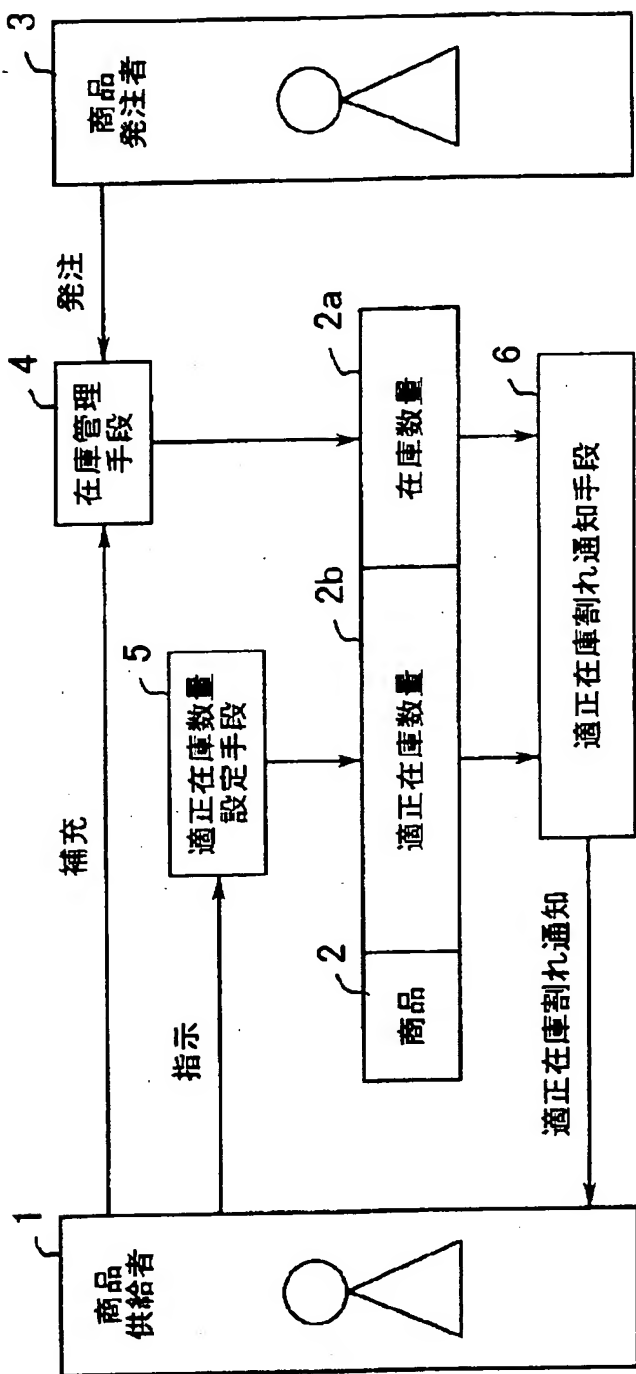 1
商品
供給者
補充
指示
5
適正在庫数量
設定手段
4
在庫管理
手段
発注
3
商品
発注者
2
商品
2b
適正在庫数量
2a
在庫数量
6
適正在庫割れ通知手段
適正在庫割れ通知